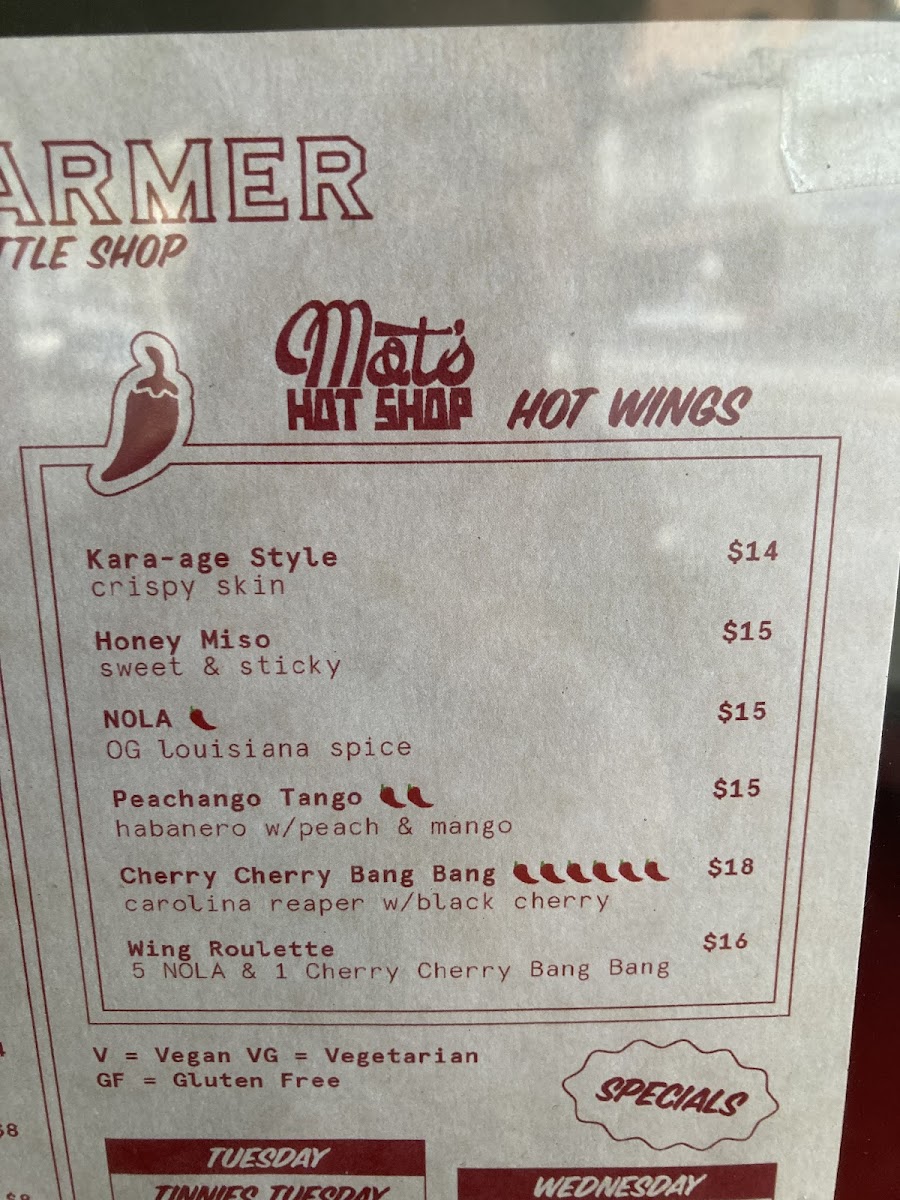 ARMER
TTLE SHOP
Mat's
HOT SHOP HOT WINGS
Kara-age Style $14
crispy skin
Honey Miso $15
sweet & sticky
NOLA $15
OG louisiana spice
Peachango Tango $15
habanero w/peach & mango
Cherry Cherry Bang Bang $18
carolina reaper w/black cherry
Wing Roulette $16
5 NOLA & 1 Cherry Cherry Bang Bang
V = Vegan VG = Vegetarian
GF = Gluten Free
SPECIALS
$8
TUESDAY
TINNIES TUESDAY
WEDNESDAY